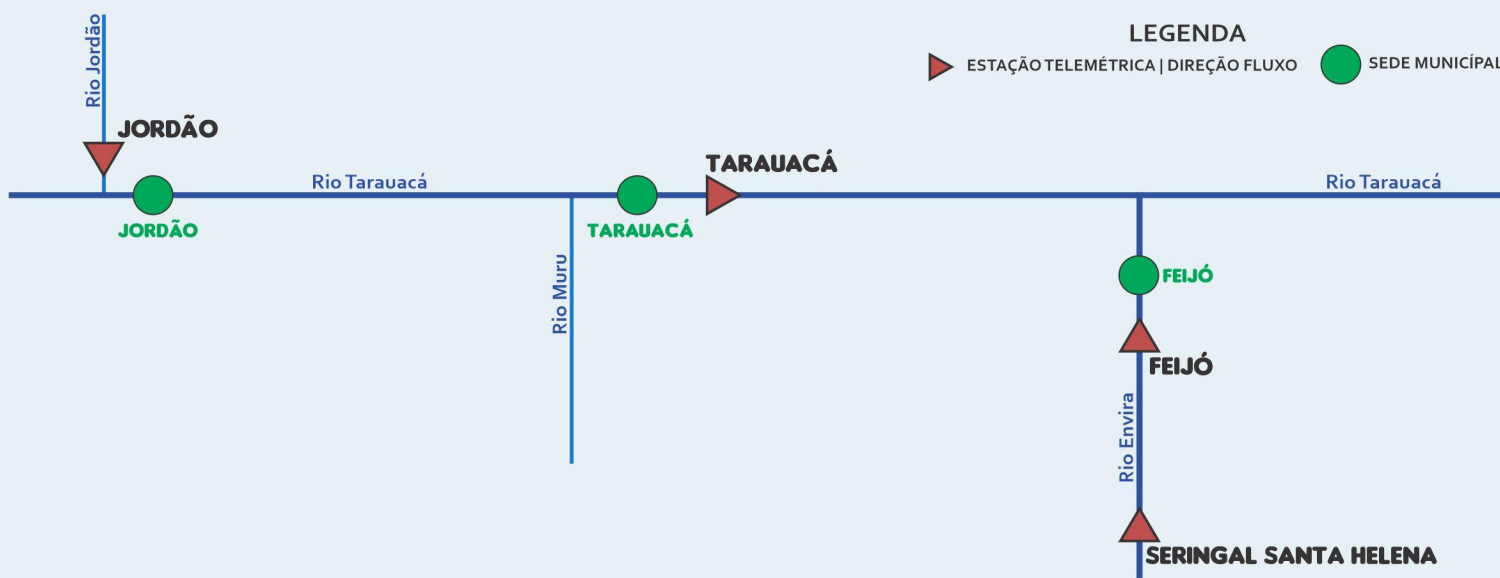 LEGENDA
ESTAÇÃO TELEMÉTRICA | DIREÇÃO FLUXO
SEDE MUNICÍPAL
Rio Jordão
JORDÃO
Rio Tarauacá
TARAUACÁ
Rio Tarauacá
JORDÃO
TARAUACÁ
Rio Muru
FEIJÓ
FEIJÓ
Rio Envira
SERINGAL SANTA HELENA